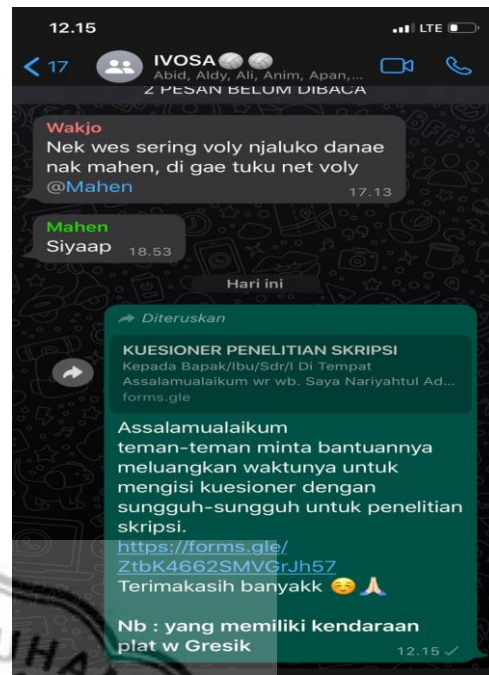 12.15
LTE
17
IVOSA🏐🏐
Abid, Aldy, Ali, Anim, Apan,...
2 PESAN BELUM DIBACA
Wakjo
Nek wes sering voly njaluko danae
nak mahen, di gae tuku net voly
@Mahen
17.13
Mahen
Siyaap
18.53
Hari ini
Diteruskan
KUESIONER PENELITIAN SKRIPSI
Kepada Bapak/Ibu/Sdr/I Di Tempat
Assalamualaikum wr wb. Saya Nariyahtul Ad...
forms.gle
Assalamualaikum
teman-teman minta bantuannya
meluangkan waktunya untuk
mengisi kuesioner dengan
sungguh-sungguh untuk penelitian
skripsi.
https://forms.gle/
ZtbK4662SMVGrJh57
Terimakasih banyakk ☺️🙏🏻
Nb : yang memiliki kendaraan
plat w Gresik
12.15